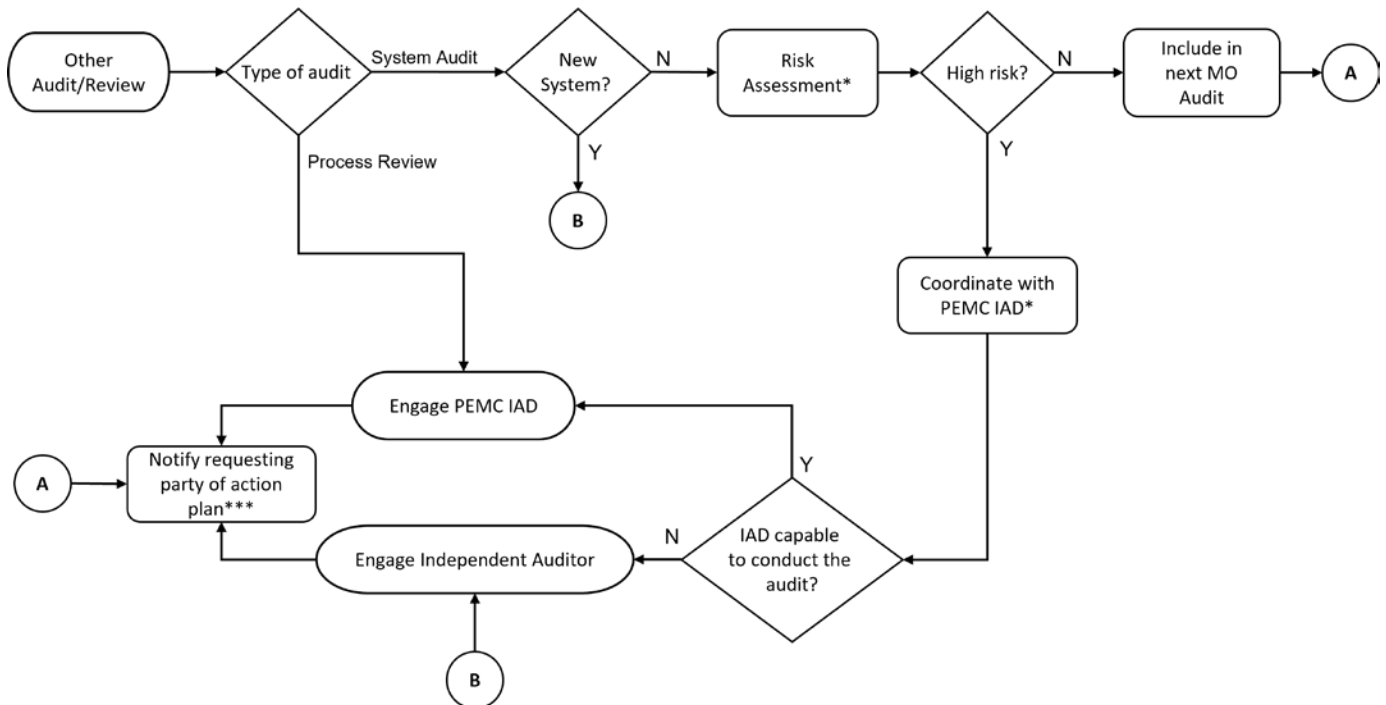 Other
Audit/Review
Type of audit
System Audit
New
System?
N
Risk
Assessment*
High risk?
N
Include in
next MO
Audit
A
Process Review
Y
B
Y
Coordinate with
PEMC IAD*
Engage PEMC IAD
Y
A
Notify requesting
party of action
plan***
Engage Independent Auditor
N
IAD capable
to conduct the
audit?
B